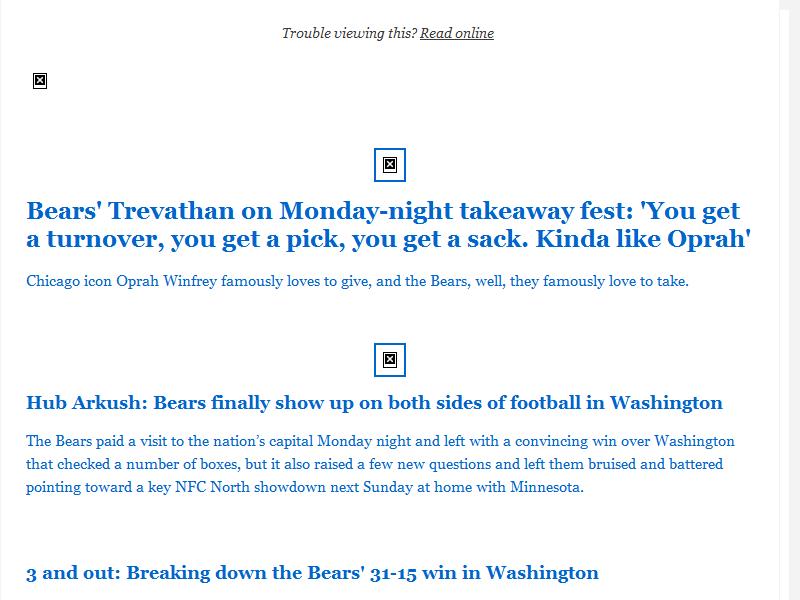 Trouble viewing this? Read online
Bears' Trevathan on Monday-night takeaway fest: 'You get
a turnover, you get a pick, you get a sack. Kinda like Oprah'
Chicago icon Oprah Winfrey famously loves to give, and the Bears, well, they famously love to take.
Hub Arkush: Bears finally show up on both sides of football in Washington
The Bears paid a visit to the nation’s capital Monday night and left with a convincing win over Washington
that checked a number of boxes, but it also raised a few new questions and left them bruised and battered
pointing toward a key NFC North showdown next Sunday at home with Minnesota.
3 and out: Breaking down the Bears' 31-15 win in Washington